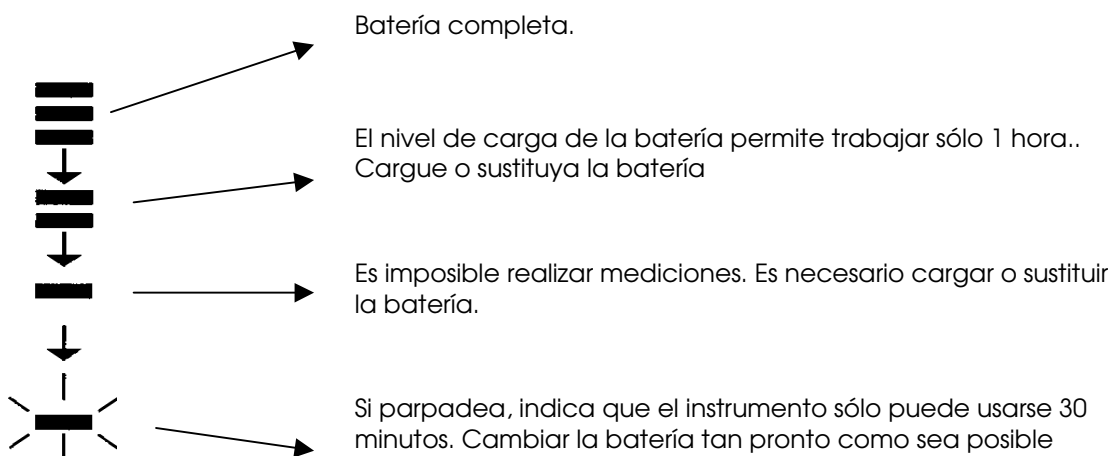 Batería completa.
El nivel de carga de la batería permite trabajar sólo 1 hora..
Cargue o sustituya la batería
Es imposible realizar mediciones. Es necesario cargar o sustituir
la batería.
Si parpadea, indica que el instrumento sólo puede usarse 30
minutos. Cambiar la batería tan pronto como sea posible